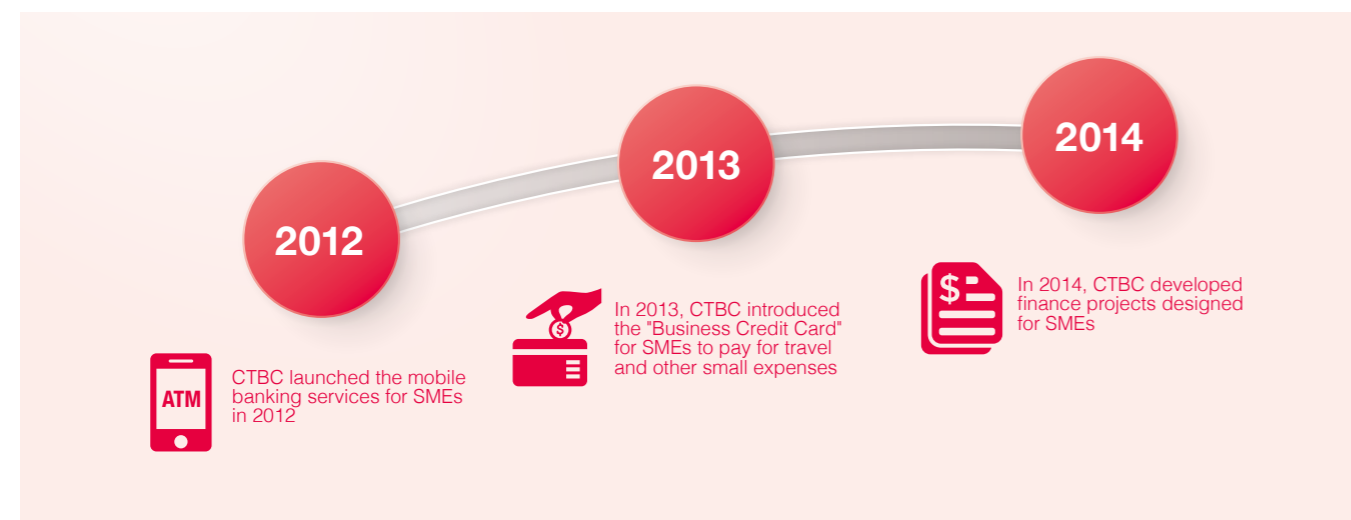 2012
2013
2014
ATM
CTBC launched the mobile
banking services for SMEs
in 2012
$
In 2013, CTBC introduced
the "Business Credit Card"
for SMEs to pay for travel
and other small expenses
$
In 2014, CTBC developed
finance projects designed
for SMEs